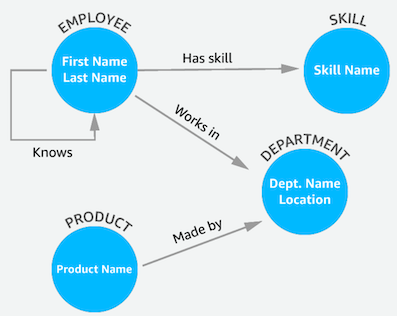 EMPLOYEE
First Name
Last Name
Has skill
SKILL
Skill Name
Knows
Works in
DEPARTMENT
Dept. Name
Location
PRODUCT
Product Name
Made by